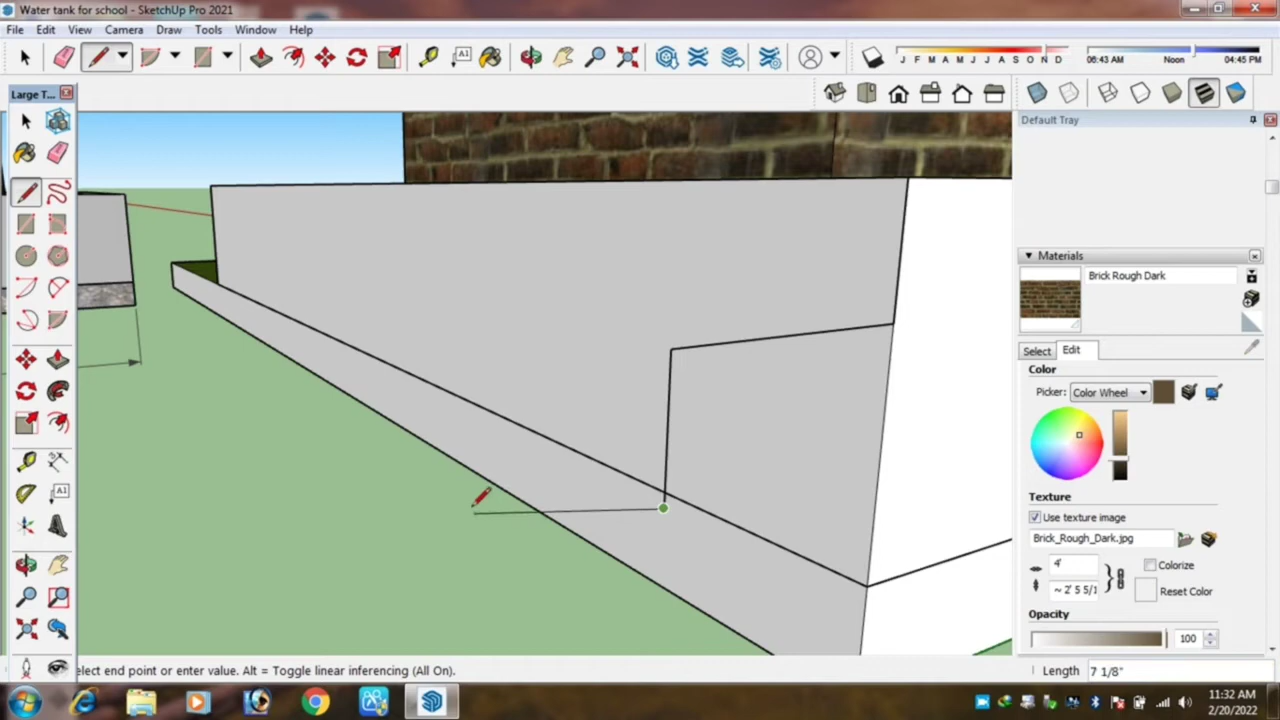 Water tank for school - SketchUp Pro 2021
File Edit View Camera Draw Tools Window Help
J F M A M J J A S O N D
06:43 AM Noon 04:45 PM
Large T...
Default Tray
Materials
Brick Rough Dark
Select Edit
Color
Picker: Color Wheel
Texture
Use texture image
Brick_Rough_Dark.jpg
4'
Colorize
~ 2' 5 5/1
Reset Color
Opacity
100
elect end point or enter value. Alt = Toggle linear inferencing (All On).
Length 7 1/8"
11:32 AM
2/20/2022